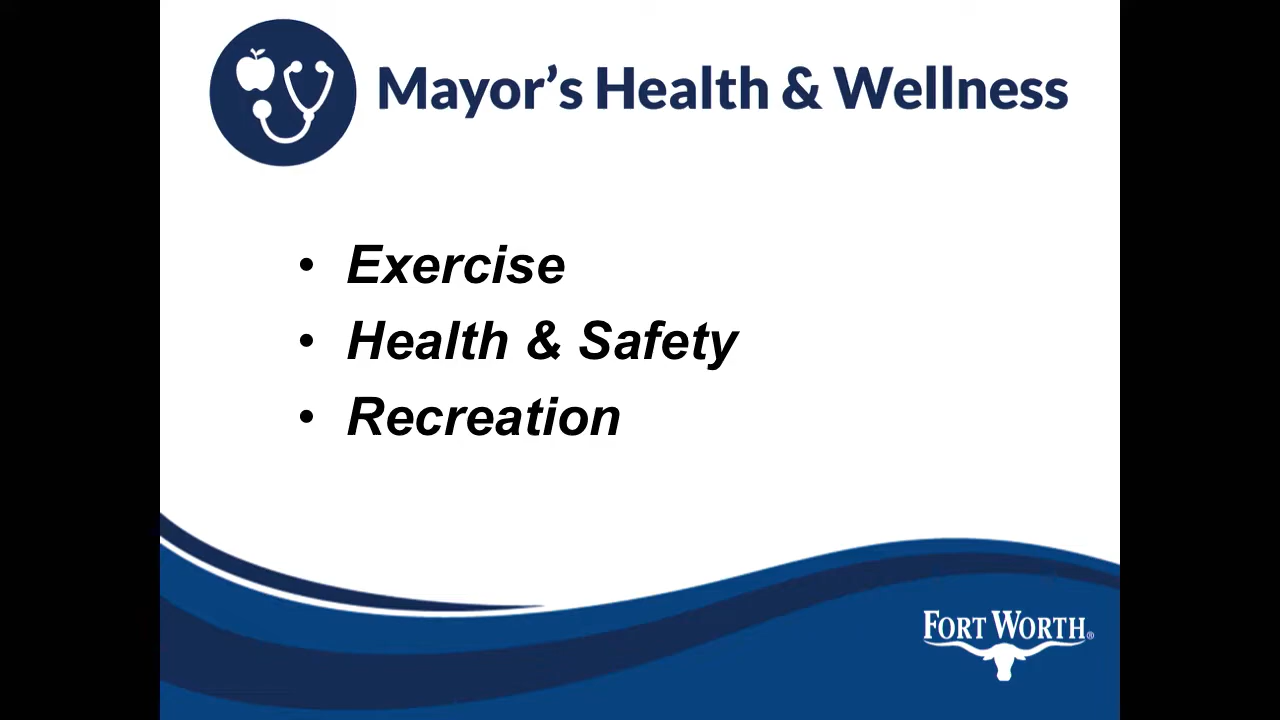 Mayor's Health & Wellness
• Exercise
• Health & Safety
• Recreation
FORT WORTH®